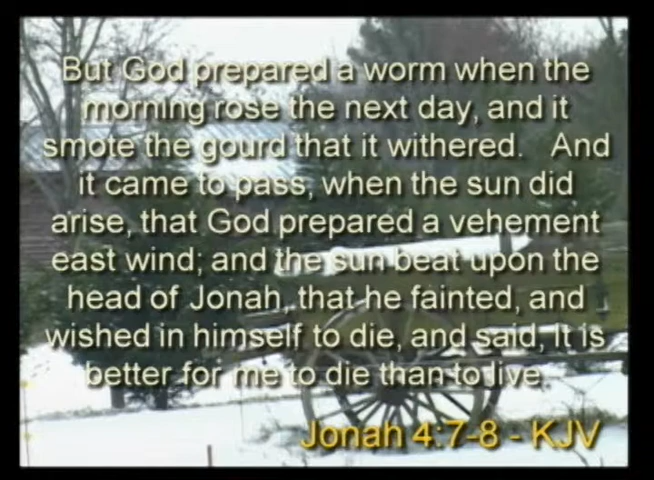 But God prepared a worm when the
morning rose the next day, and it
smote the gourd that it withered. And
it came to pass, when the sun did
arise, that God prepared a vehement
east wind; and the sun beat upon the
head of Jonah, that he fainted, and
wished in himself to die, and said, It is
better for me to die than to live.
Jonah 4:7-8 - KJV